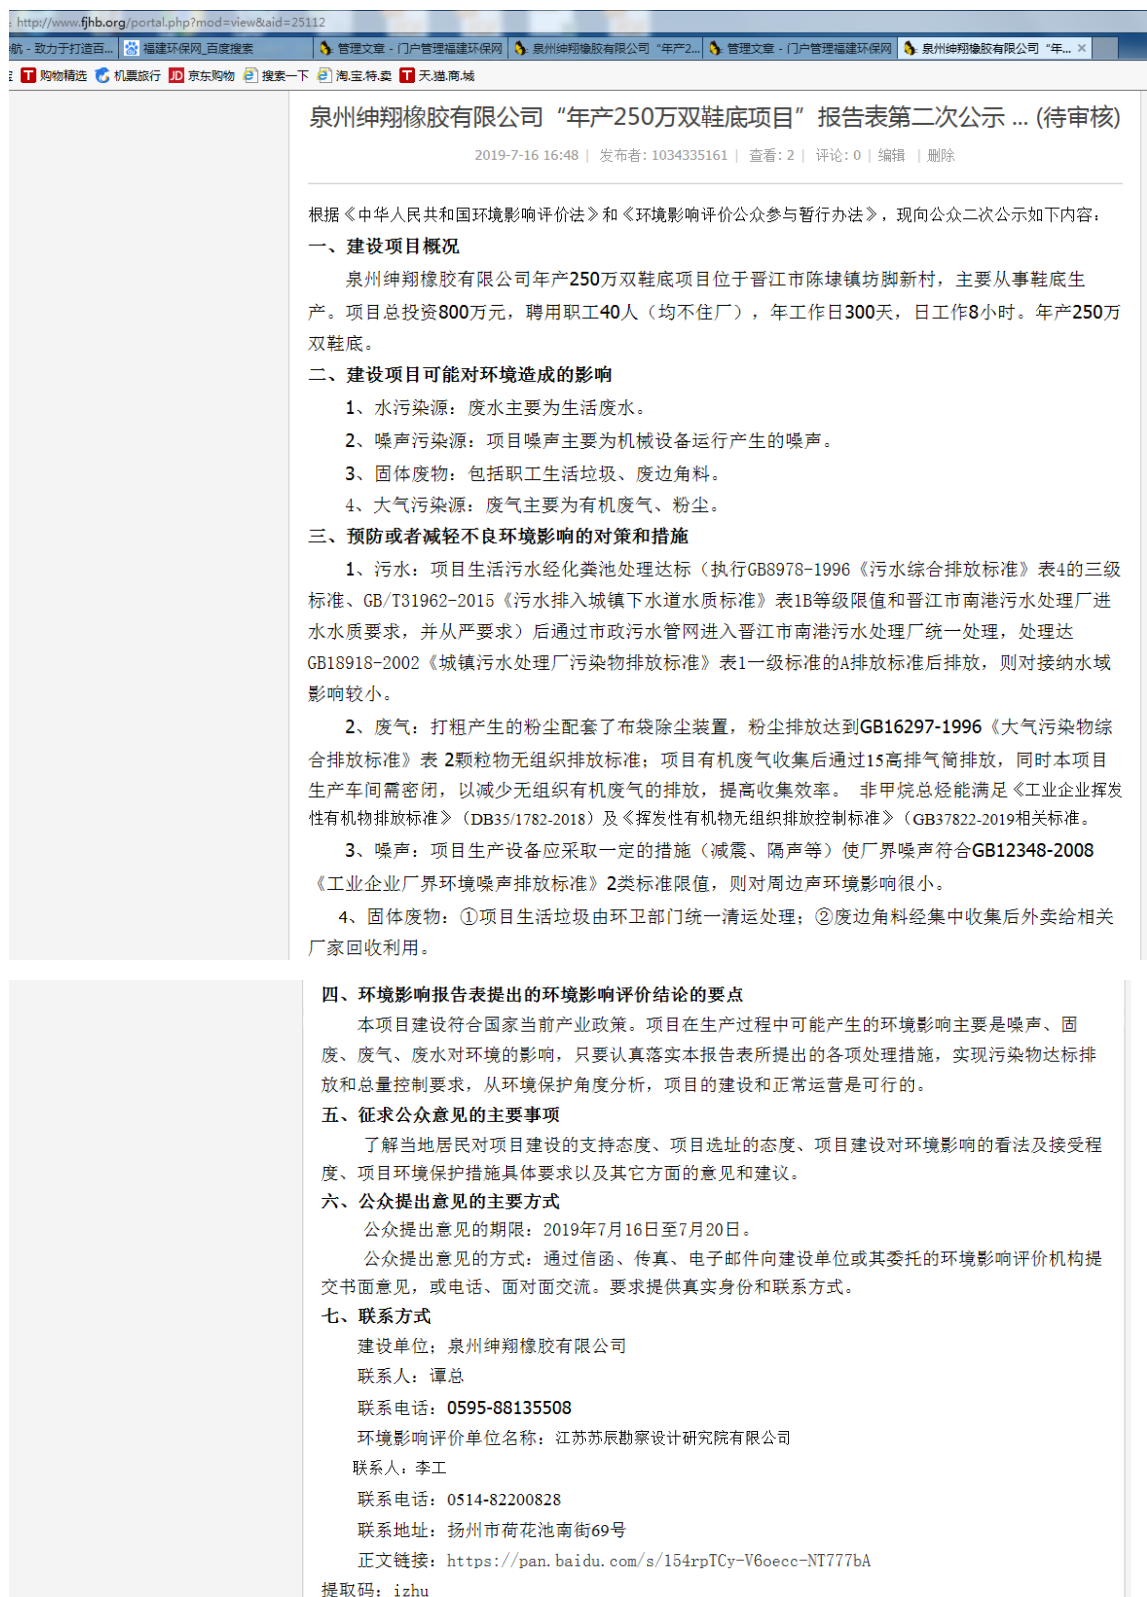 http://www.fjhb.org/portal.php?mod=view&aid=25112
航 - 致力于打造百... 福建环保网_百度搜索 管理文章 - 门户管理福建环保网 泉州绅翔橡胶有限公司“年产2... 管理文章 - 门户管理福建环保网 泉州绅翔橡胶有限公司“年... ×
购物精选 机票旅行 JD 京东购物 搜索一下 淘.宝.特.卖 天.猫.商.城
泉州绅翔橡胶有限公司“年产250万双鞋底项目”报告表第二次公示 ... (待审核)
2019-7-16 16:48 | 发布者: 1034335161 | 查看: 2 | 评论: 0 | 编辑 | 删除
根据《中华人民共和国环境影响评价法》和《环境影响评价公众参与暂行办法》，现向公众二次公示如下内容：
一、建设项目概况
泉州绅翔橡胶有限公司年产250万双鞋底项目位于晋江市陈埭镇坊脚新村，主要从事鞋底生
产。项目总投资800万元，聘用职工40人（均不住厂），年工作日300天，日工作8小时。年产250万
双鞋底。
二、建设项目可能对环境造成的影响
1、水污染源：废水主要为生活废水。
2、噪声污染源：项目噪声主要为机械设备运行产生的噪声。
3、固体废物：包括职工生活垃圾、废边角料。
4、大气污染源：废气主要为有机废气、粉尘。
三、预防或者减轻不良环境影响的对策和措施
1、污水：项目生活污水经化粪池处理达标（执行GB8978-1996《污水综合排放标准》表4的三级
标准、GB/T31962-2015《污水排入城镇下水道水质标准》表1B等级限值和晋江市南港污水处理厂进
水水质要求，并从严要求）后通过市政污水管网进入晋江市南港污水处理厂统一处理，处理达
GB18918-2002《城镇污水处理厂污染物排放标准》表1一级标准的A排放标准后排放，则对接纳水域
影响较小。
2、废气：打粗产生的粉尘配套了布袋除尘装置，粉尘排放达到GB16297-1996《大气污染物综
合排放标准》表 2颗粒物无组织排放标准；项目有机废气收集后通过15高排气筒排放，同时本项目
生产车间需密闭，以减少无组织有机废气的排放，提高收集效率。 非甲烷总烃能满足《工业企业挥发
性有机物排放标准》（DB35/1782-2018）及《挥发性有机物无组织排放控制标准》（GB37822-2019相关标准。
3、噪声：项目生产设备应采取一定的措施（减震、隔声等）使厂界噪声符合GB12348-2008
《工业企业厂界环境噪声排放标准》2类标准限值，则对周边声环境影响很小。
4、固体废物：①项目生活垃圾由环卫部门统一清运处理；②废边角料经集中收集后外卖给相关
厂家回收利用。
四、环境影响报告表提出的环境影响评价结论的要点
本项目建设符合国家当前产业政策。项目在生产过程中可能产生的环境影响主要是噪声、固
废、废气、废水对环境的影响，只要认真落实本报告表所提出的各项处理措施，实现污染物达标排
放和总量控制要求，从环境保护角度分析，项目的建设和正常运营是可行的。
五、征求公众意见的主要事项
了解当地居民对项目建设的支持态度、项目选址的态度、项目建设对环境影响的看法及接受程
度、项目环境保护措施具体要求以及其它方面的意见和建议。
六、公众提出意见的主要方式
公众提出意见的期限：2019年7月16日至7月20日。
公众提出意见的方式：通过信函、传真、电子邮件向建设单位或其委托的环境影响评价机构提
交书面意见，或电话、面对面交流。要求提供真实身份和联系方式。
七、联系方式
建设单位；泉州绅翔橡胶有限公司
联系人：谭总
联系电话：0595-88135508
环境影响评价单位名称：江苏苏辰勘察设计研究院有限公司
联系人：李工
联系电话：0514-82200828
联系地址：扬州市荷花池南街69号
正文链接：https://pan.baidu.com/s/154rpTCy-V6oecc-NT777bA
提取码：izhu